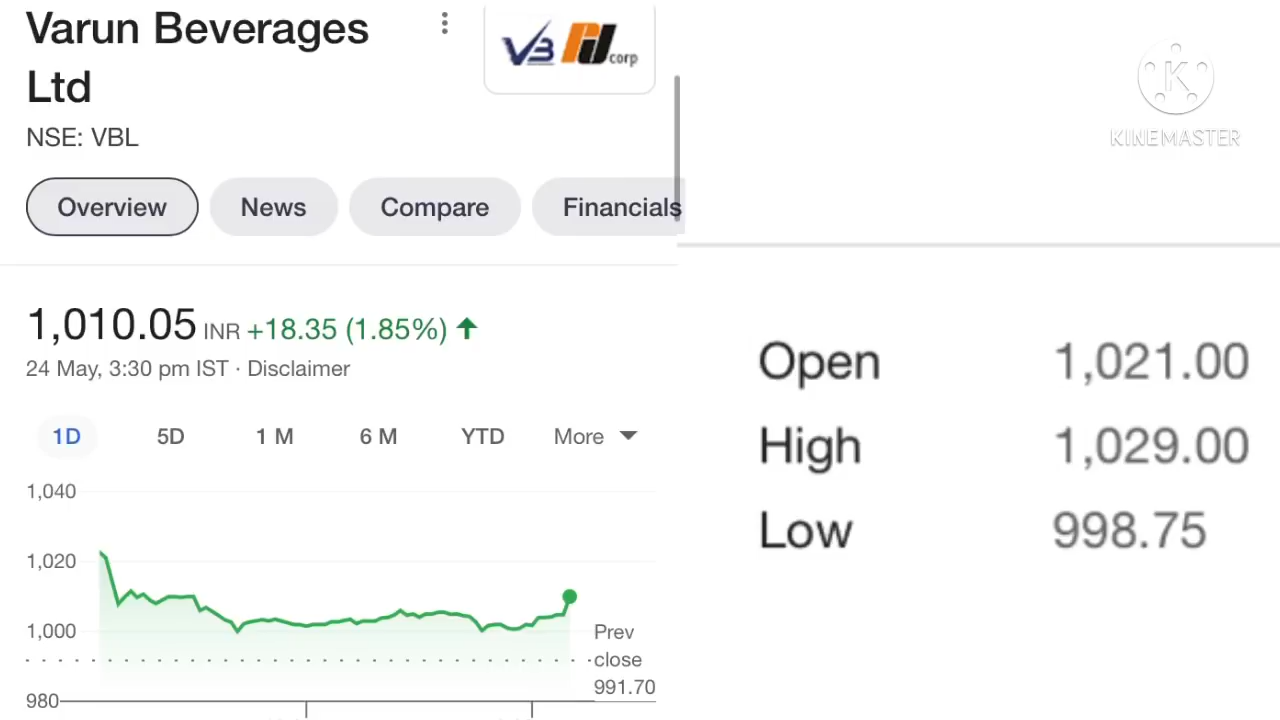 Varun Beverages
Ltd
NSE: VBL
VB
corp
Overview
News
Compare
Financials
1,010.05 INR +18.35 (1.85%)
24 May, 3:30 pm IST · Disclaimer
1D
5D
1 M
6 M
YTD
More
1,040
1,020
1,000
980
Prev
close
991.70
K
KINEMASTER
Open 1,021.00
High 1,029.00
Low 998.75